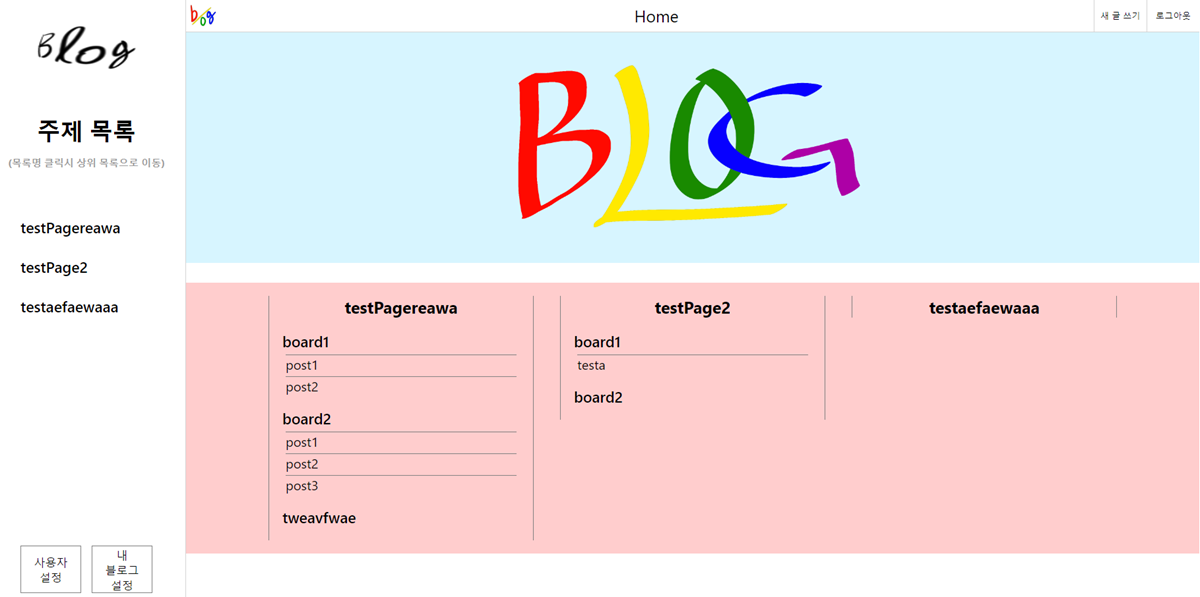 Blog
주제 목록
(목록명 클릭시 상위 목록으로 이동)
testPagereawa
testPage2
testaefaewaaa
사용자
설정
내
블로그
설정
bog
Home
새 글 쓰기
로그아웃
BLOG
testPagereawa
board1
post1
post2
board2
post1
post2
post3
tweavfwae
testPage2
board1
testa
board2
testaefaewaaa